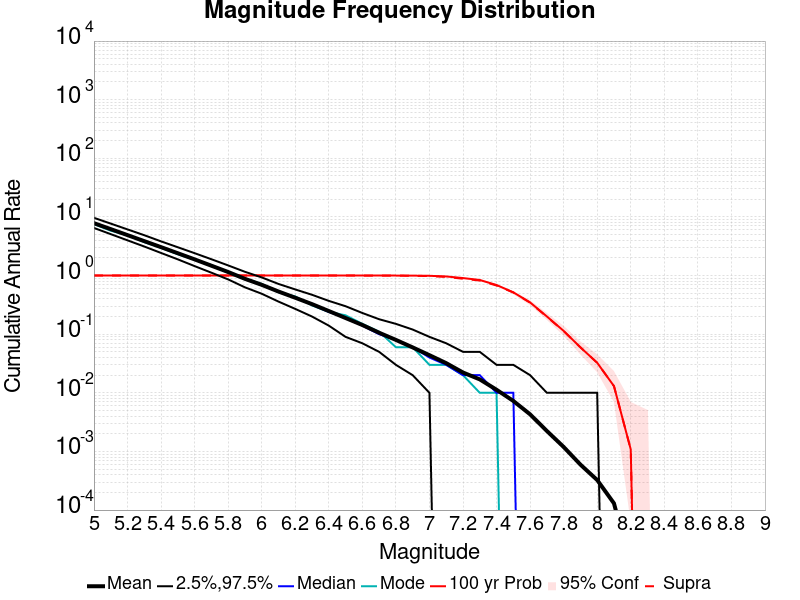 Magnitude Frequency Distribution
Cumulative Annual Rate
10 4
10 3
10 2
10 1
10 0
10 -1
10 -2
10 -3
10 -4
5 5.2 5.4 5.6 5.8 6 6.2 6.4 6.6 6.8 7 7.2 7.4 7.6 7.8 8 8.2 8.4 8.6 8.8 9
Magnitude
Mean 2.5%,97.5% Median Mode 100 yr Prob 95% Conf Supra